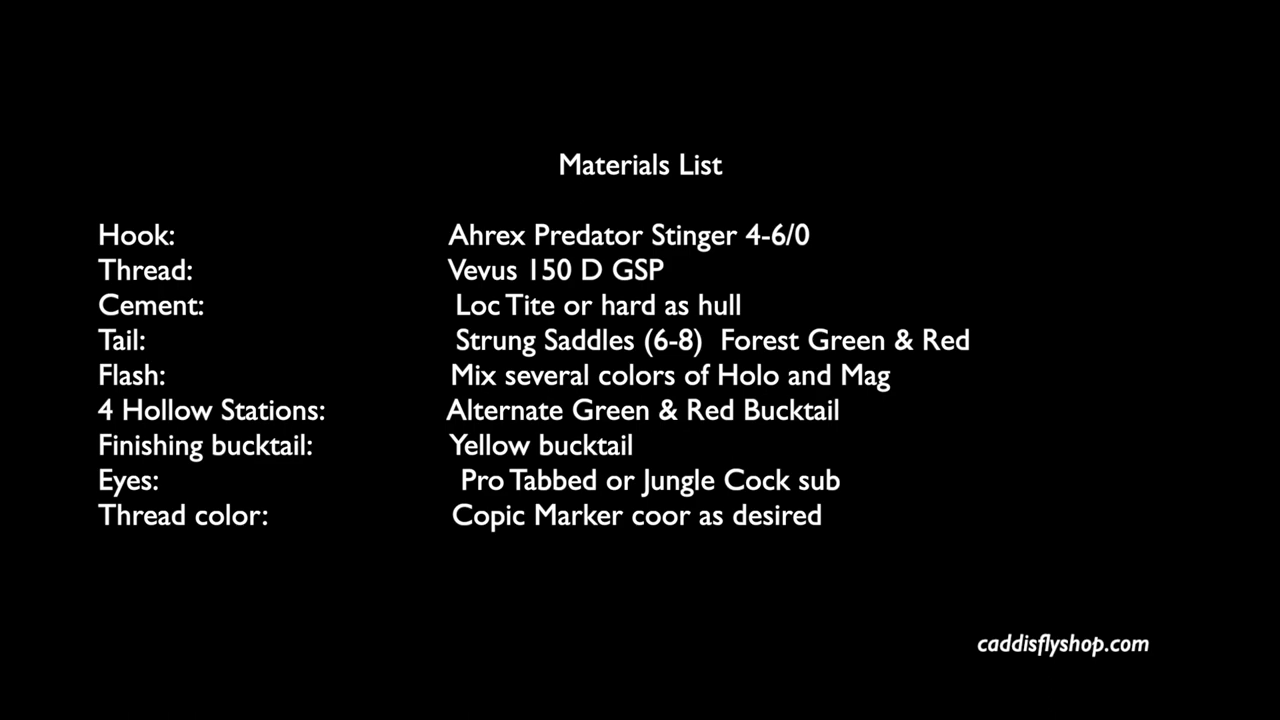 Materials List
Hook: Ahrex Predator Stinger 4-6/0
Thread: Vevus 150 D GSP
Cement: Loc Tite or hard as hull
Tail: Strung Saddles (6-8) Forest Green & Red
Flash: Mix several colors of Holo and Mag
4 Hollow Stations: Alternate Green & Red Bucktail
Finishing bucktail: Yellow bucktail
Eyes: Pro Tabbed or Jungle Cock sub
Thread color: Copic Marker coor as desired
caddisflyshop.com